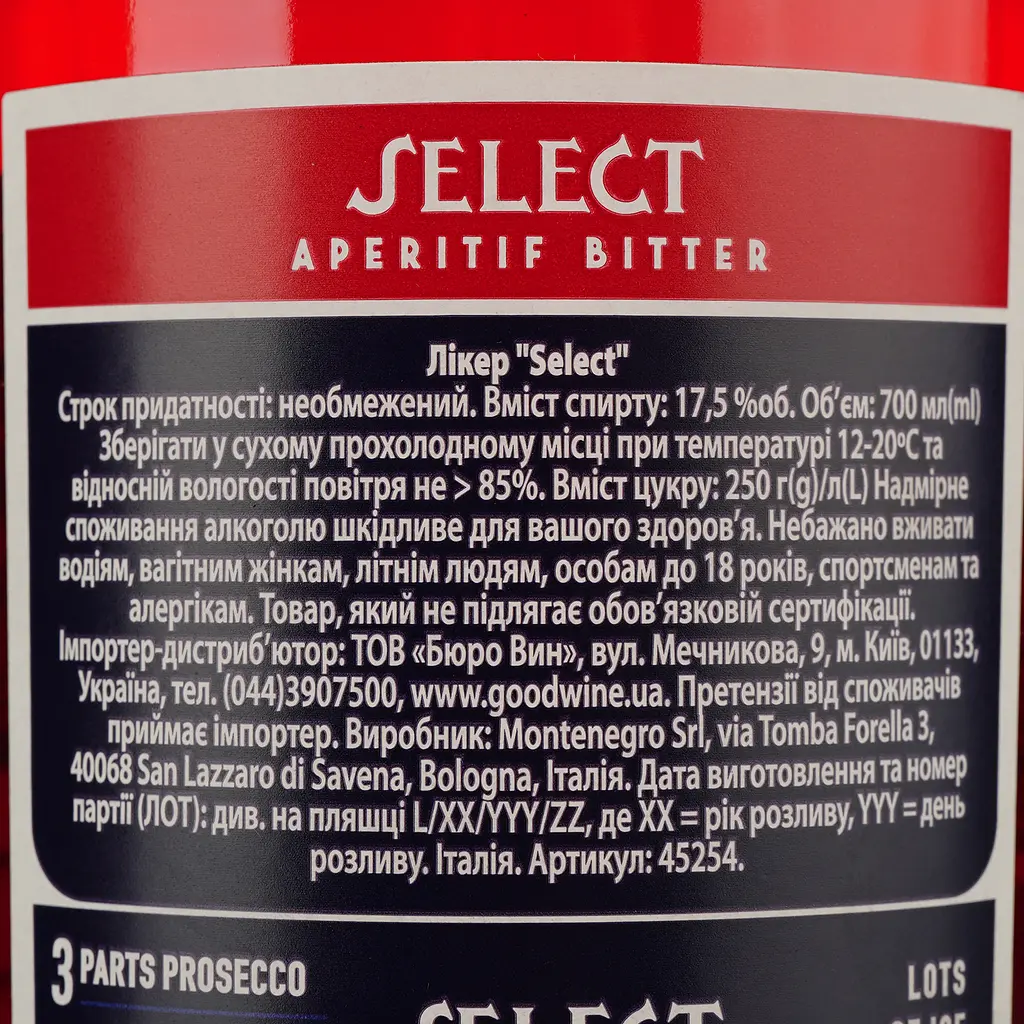 SELECT
APERITIF BITTER
Лікер "Select"
Строк придатності: необмежений. Вміст спирту: 17,5 %об. Об’єм: 700 мл(ml)
Зберігати у сухому прохолодному місці при температурі 12-20ºС та
відносній вологості повітря не > 85%. Вміст цукру: 250 г(g)/л(L) Надмірне
споживання алкоголю шкідливе для вашого здоров’я. Небажано вживати
водіям, вагітним жінкам, літнім людям, особам до 18 років, спортсменам та
алергікам. Товар, який не підлягає обов’язковій сертифікації.
Імпортер-дистриб’ютор: ТОВ «Бюро Вин», вул. Мечникова, 9, м. Київ, 01133,
Україна, тел. (044)3907500, www.goodwine.ua. Претензії від споживачів
приймає імпортер. Виробник: Montenegro Srl, via Tomba Forella 3,
40068 San Lazzaro di Savena, Bologna, Італія. Дата виготовлення та номер
партії (ЛОТ): див. на пляшці L/XX/YYY/ZZ, де XX = рік розливу, YYY = день
розливу. Італія. Артикул: 45254.
3 PARTS PROSECCO
LOTS
OF ICE
SELECT